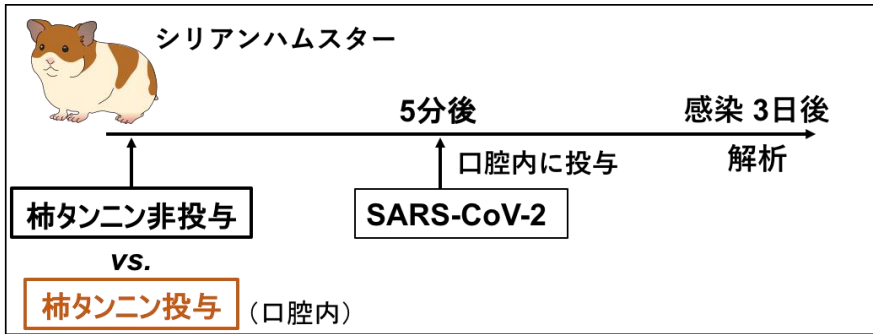 シリアンハムスター
5分後
感染 3日後
口腔内に投与
解析
柿タンニン非投与
SARS-CoV-2
vs.
柿タンニン投与
(口腔内)